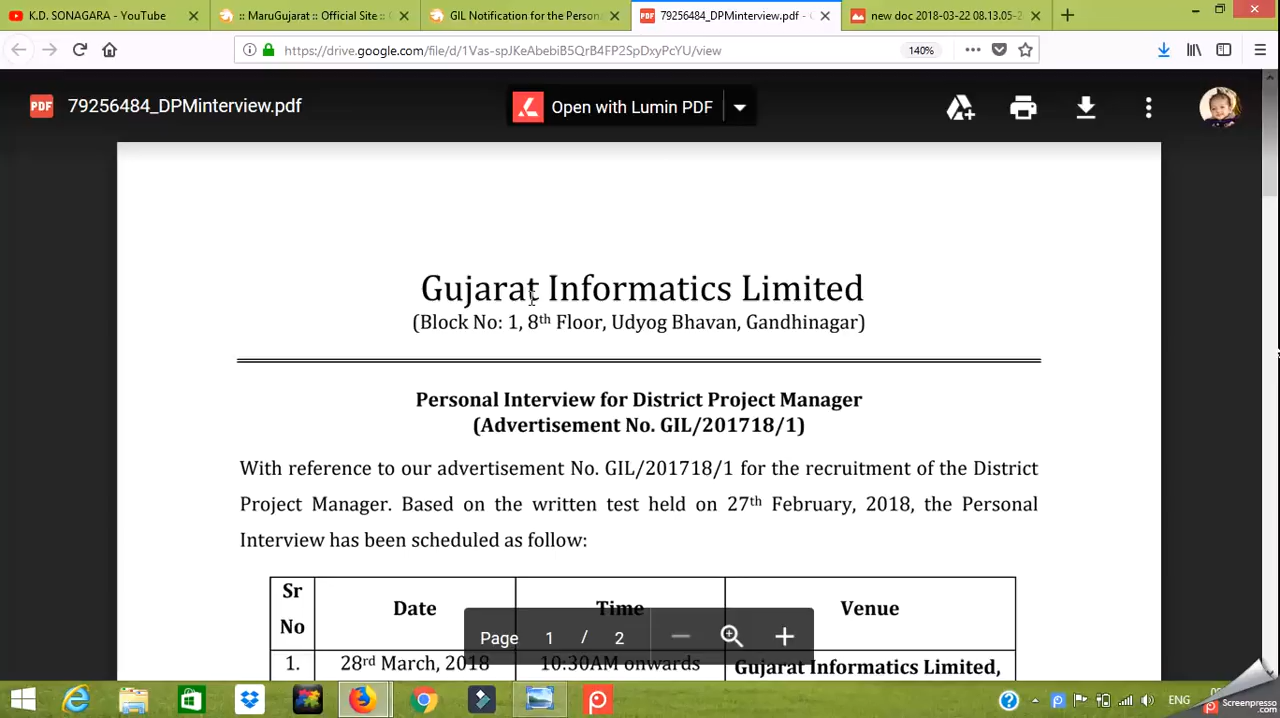 K.D. SONAGARA - YouTube
:: MaruGujarat :: Official Site ::
GIL Notification for the Persona
79256484_DPMinterview.pdf -
new doc 2018-03-22 08.13.05-2
https://drive.google.com/file/d/1Vas-spJKeAbebiB5QrB4FP2SpDxyPcYU/view
140%
PDF
79256484_DPMinterview.pdf
Open with Lumin PDF
Gujarat Informatics Limited
(Block No: 1, 8th Floor, Udyog Bhavan, Gandhinagar)
Personal Interview for District Project Manager
(Advertisement No. GIL/201718/1)
With reference to our advertisement No. GIL/201718/1 for the recruitment of the District
Project Manager. Based on the written test held on 27th February, 2018, the Personal
Interview has been scheduled as follow:
Sr No
Date
Time
Venue
Page 1 / 2
1.
28rd March, 2018
10:30AM onwards
Gujarat Informatics Limited,
ENG
Screenpresso
.com